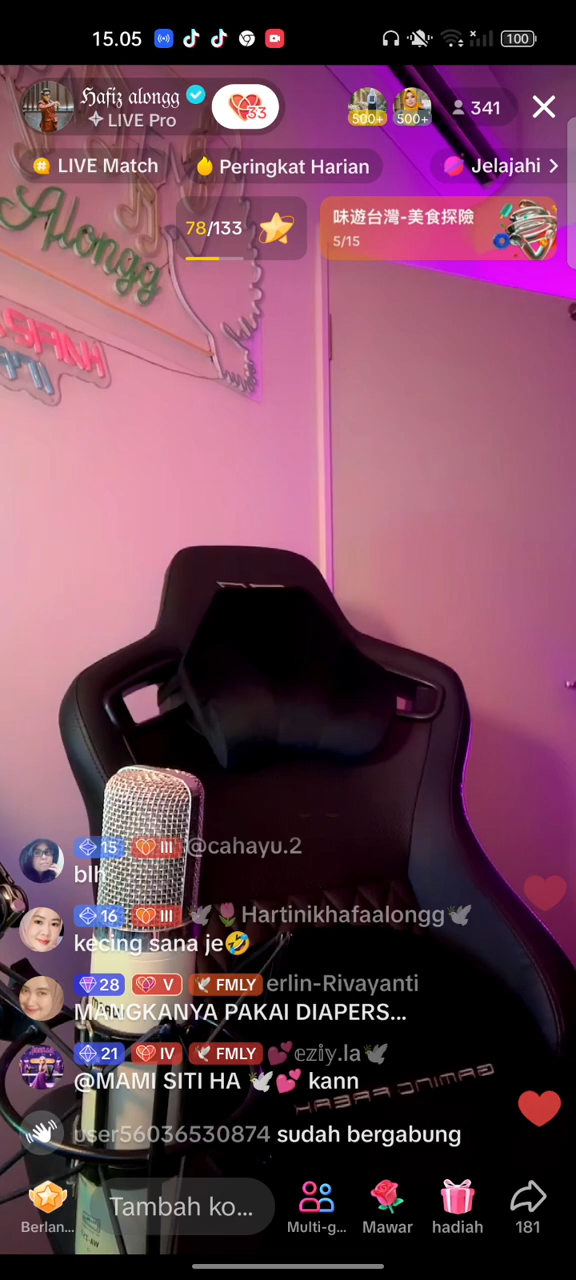 15.05
100
Hafiz alongg
LIVE Pro
33
500+
500+
341
LIVE Match
Peringkat Harian
Jelajahi
78/133
味遊台灣-美食探險
5/15
Alongg
15 III @cahayu.2
blh
16 III Hartinikhafaalongg
kecing sana je🤣
28 V FMLY erlin-Rivayanti
MANGKANYA PAKAI DIAPERS...
21 IV FMLY 💕eziy.la🕊
@MAMI SITI HA 🕊💕 kann
user56036530874 sudah bergabung
Tambah ko...
Berlan...
Multi-g...
Mawar
hadiah
181